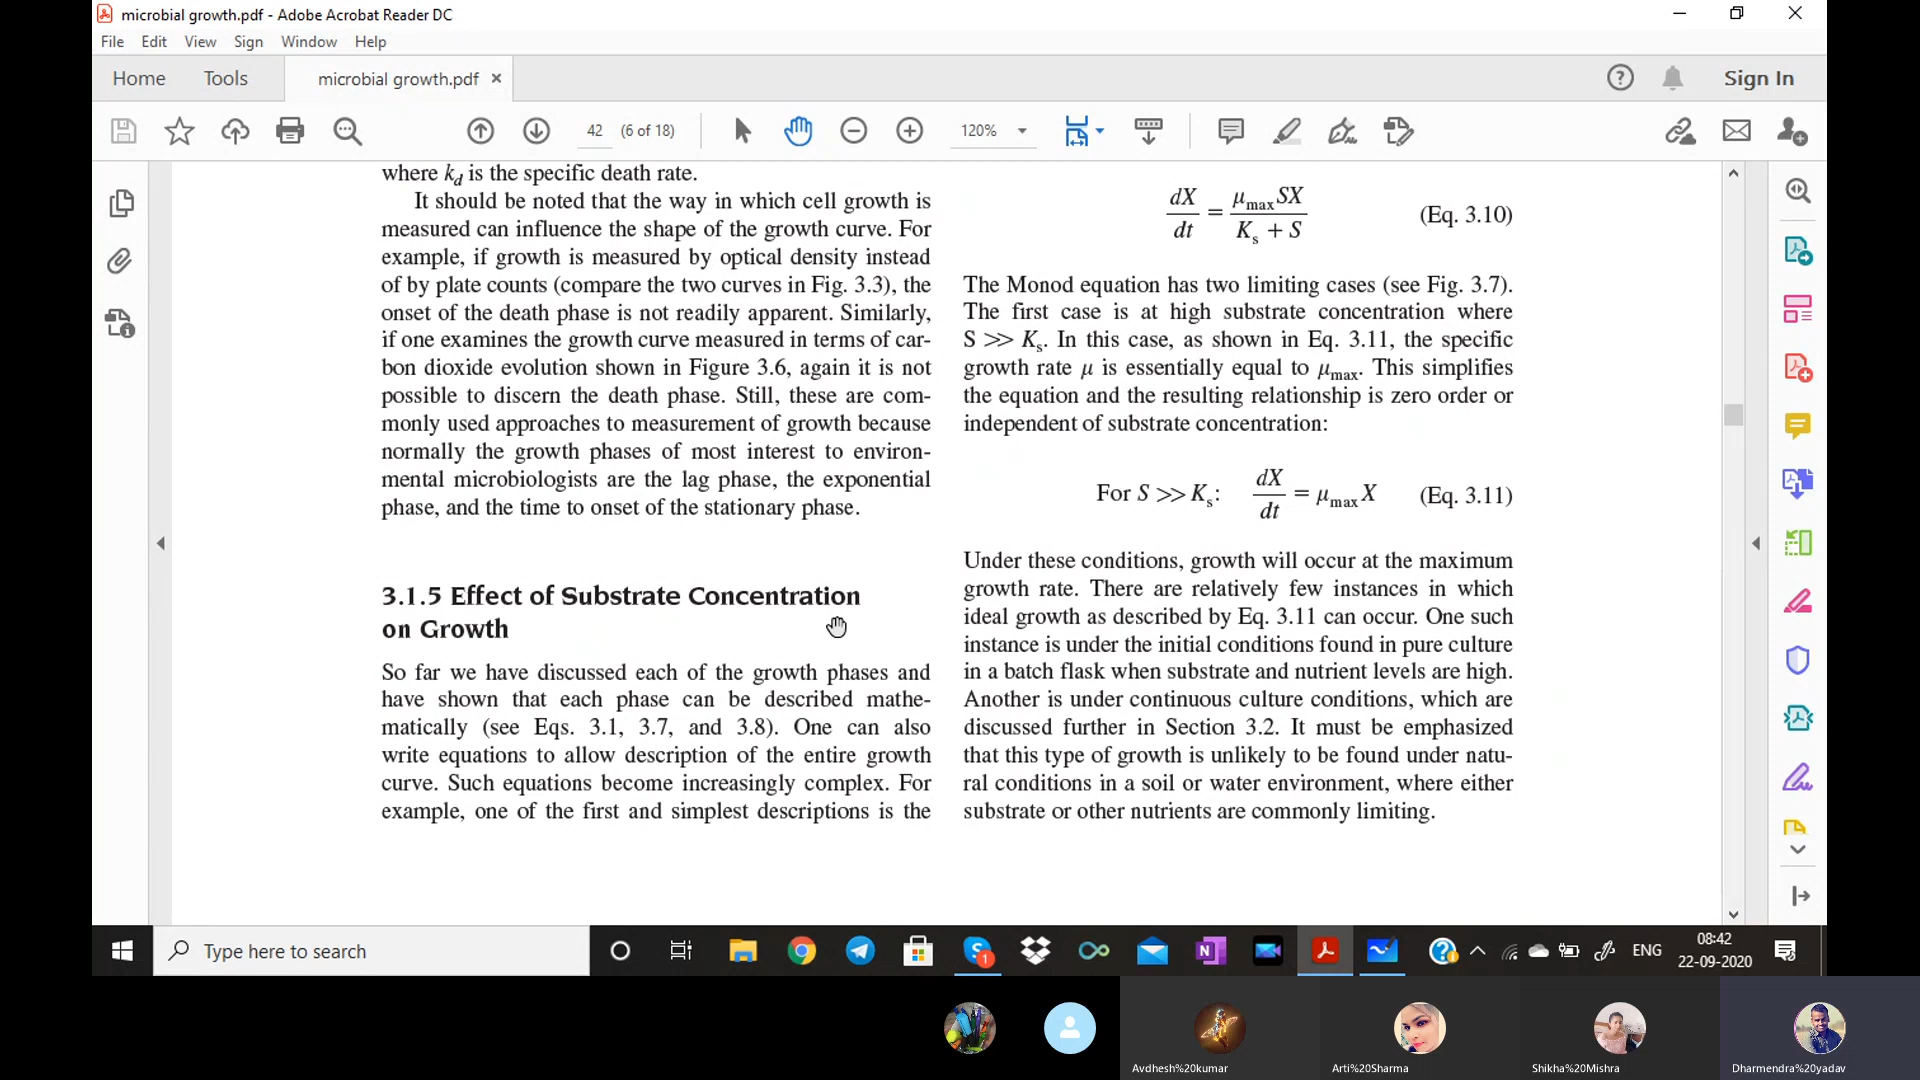 microbial growth.pdf - Adobe Acrobat Reader DC
File Edit View Sign Window Help
Home Tools microbial growth.pdf × Sign In
42 (6 of 18) 120%
where kd is the specific death rate.
It should be noted that the way in which cell growth is
measured can influence the shape of the growth curve. For
example, if growth is measured by optical density instead
of by plate counts (compare the two curves in Fig. 3.3), the
onset of the death phase is not readily apparent. Similarly,
if one examines the growth curve measured in terms of car-
bon dioxide evolution shown in Figure 3.6, again it is not
possible to discern the death phase. Still, these are com-
monly used approaches to measurement of growth because
normally the growth phases of most interest to environ-
mental microbiologists are the lag phase, the exponential
phase, and the time to onset of the stationary phase.
3.1.5 Effect of Substrate Concentration
on Growth
So far we have discussed each of the growth phases and
have shown that each phase can be described mathe-
matically (see Eqs. 3.1, 3.7, and 3.8). One can also
write equations to allow description of the entire growth
curve. Such equations become increasingly complex. For
example, one of the first and simplest descriptions is the
dX/dt = μmax SX / Ks + S (Eq. 3.10)
The Monod equation has two limiting cases (see Fig. 3.7).
The first case is at high substrate concentration where
S >> Ks. In this case, as shown in Eq. 3.11, the specific
growth rate μ is essentially equal to μmax. This simplifies
the equation and the resulting relationship is zero order or
independent of substrate concentration:
For S >> Ks: dX/dt = μmax X (Eq. 3.11)
Under these conditions, growth will occur at the maximum
growth rate. There are relatively few instances in which
ideal growth as described by Eq. 3.11 can occur. One such
instance is under the initial conditions found in pure culture
in a batch flask when substrate and nutrient levels are high.
Another is under continuous culture conditions, which are
discussed further in Section 3.2. It must be emphasized
that this type of growth is unlikely to be found under natu-
ral conditions in a soil or water environment, where either
substrate or other nutrients are commonly limiting.
Type here to search
1
ENG
08:42
22-09-2020
Avdhesh%20kumar
Arti%20Sharma
Shikha%20Mishra
Dharmendra%20yadav